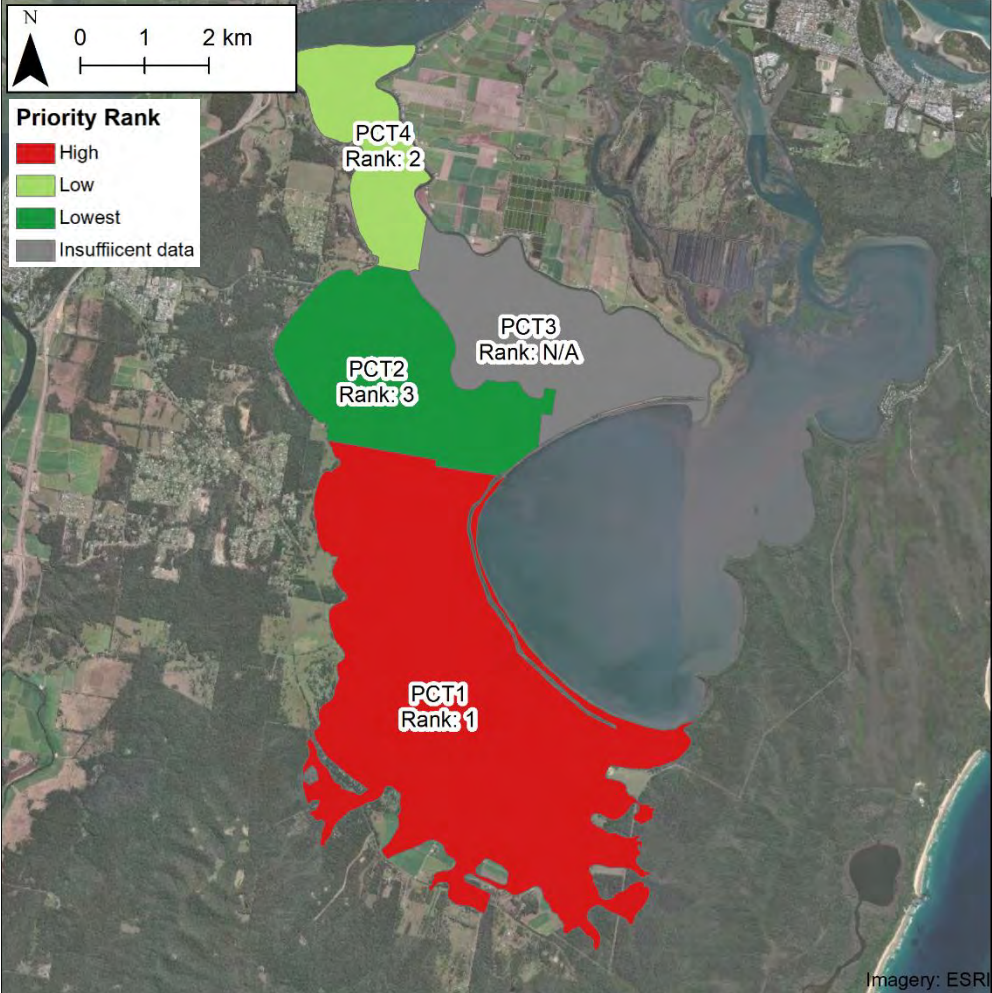 N
0 1 2 km
Priority Rank
High
Low
Lowest
Insuffiicent data
PCT4
Rank: 2
PCT3
Rank: N/A
PCT2
Rank: 3
PCT1
Rank: 1
Imagery: ESRI